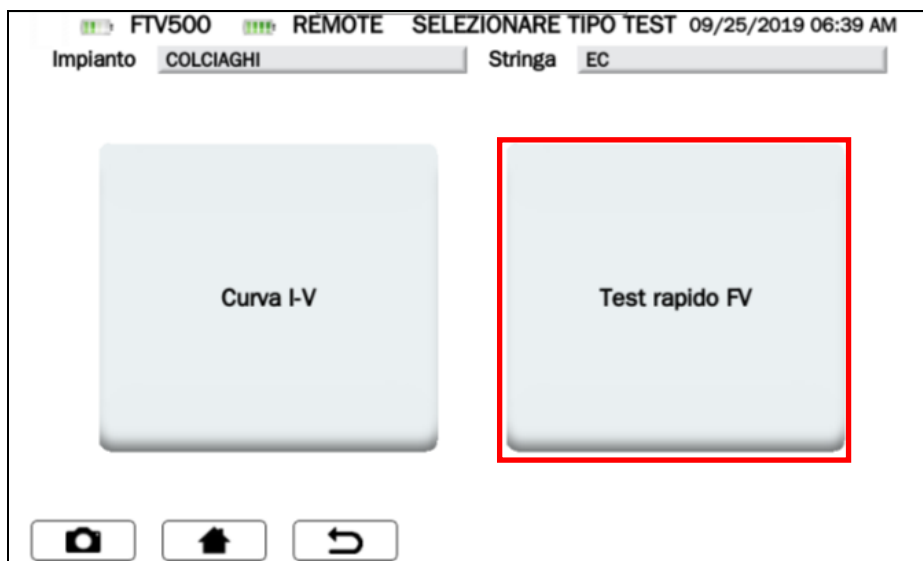 FTV500 REMOTE SELEZIONARE TIPO TEST 09/25/2019 06:39 AM
Impianto COLCIAGHI Stringa EC
Curva I-V Test rapido FV